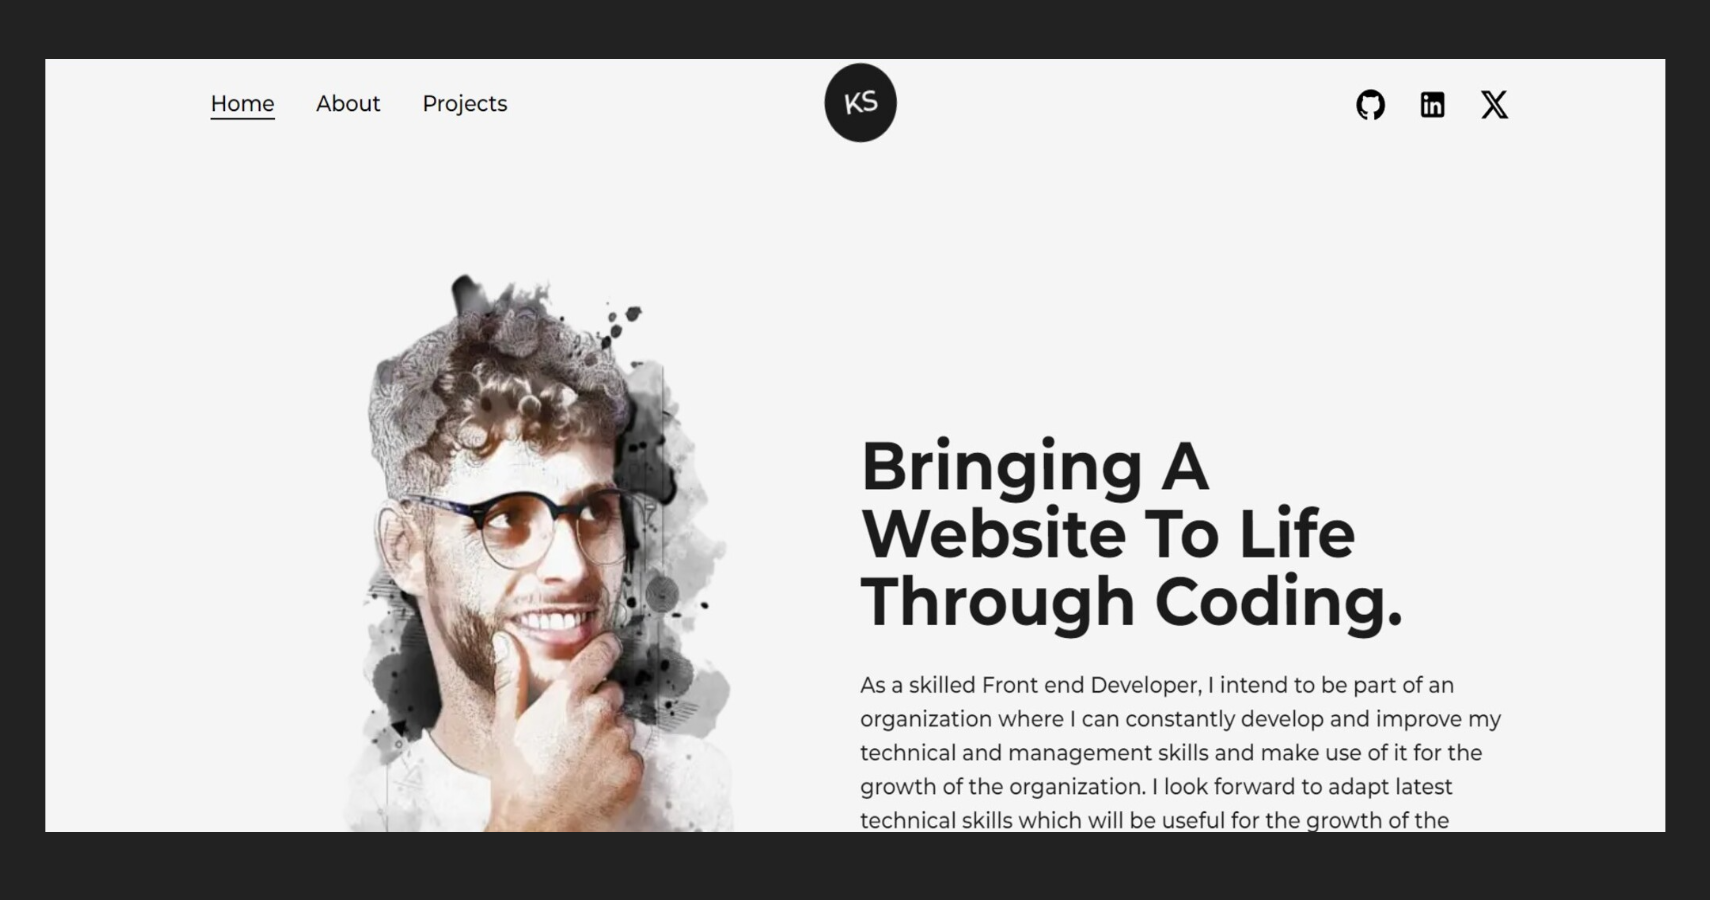 Home About Projects
KS
Bringing A
Website To Life
Through Coding.
As a skilled Front end Developer, I intend to be part of an
organization where I can constantly develop and improve my
technical and management skills and make use of it for the
growth of the organization. I look forward to adapt latest
technical skills which will be useful for the growth of the